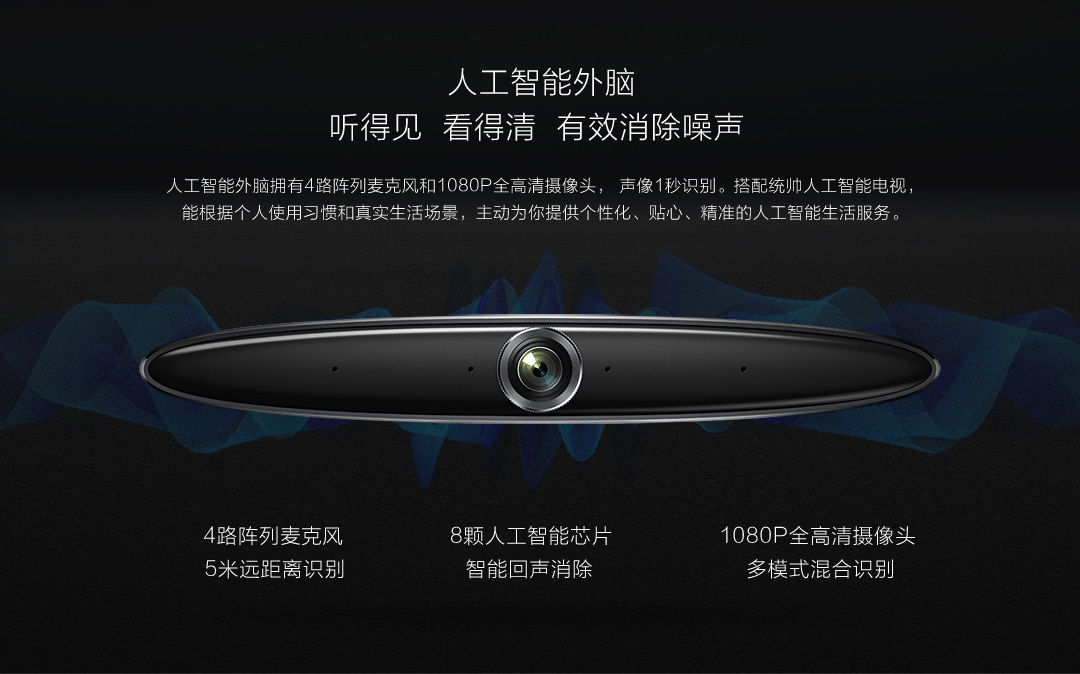 人工智能外脑
听得见 看得清 有效消除噪声
人工智能外脑拥有4路阵列麦克风和1080P全高清摄像头， 声像1秒识别。搭配统帅人工智能电视，
能根据个人使用习惯和真实生活场景，主动为你提供个性化、贴心、精准的人工智能生活服务。
4路阵列麦克风
5米远距离识别
8颗人工智能芯片
智能回声消除
1080P全高清摄像头
多模式混合识别